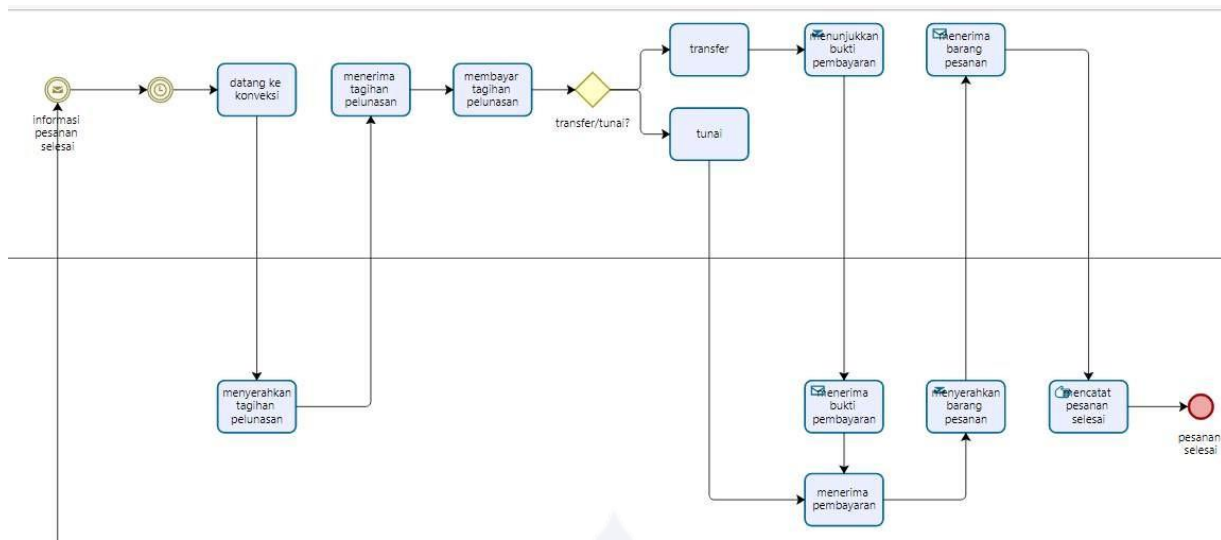 informasi
pesanan
selesai
datang ke
konveksi
menerima
tagihan
pelunasan
membayar
tagihan
pelunasan
transfer/tunai?
transfer
tunai
menunjukkan
bukti
pembayaran
menerima
barang
pesanan
menyerahkan
tagihan
pelunasan
menerima
bukti
pembayaran
menyerahkan
barang
pesanan
mencatat
pesanan
selesai
pesanan
selesai
menerima
pembayaran